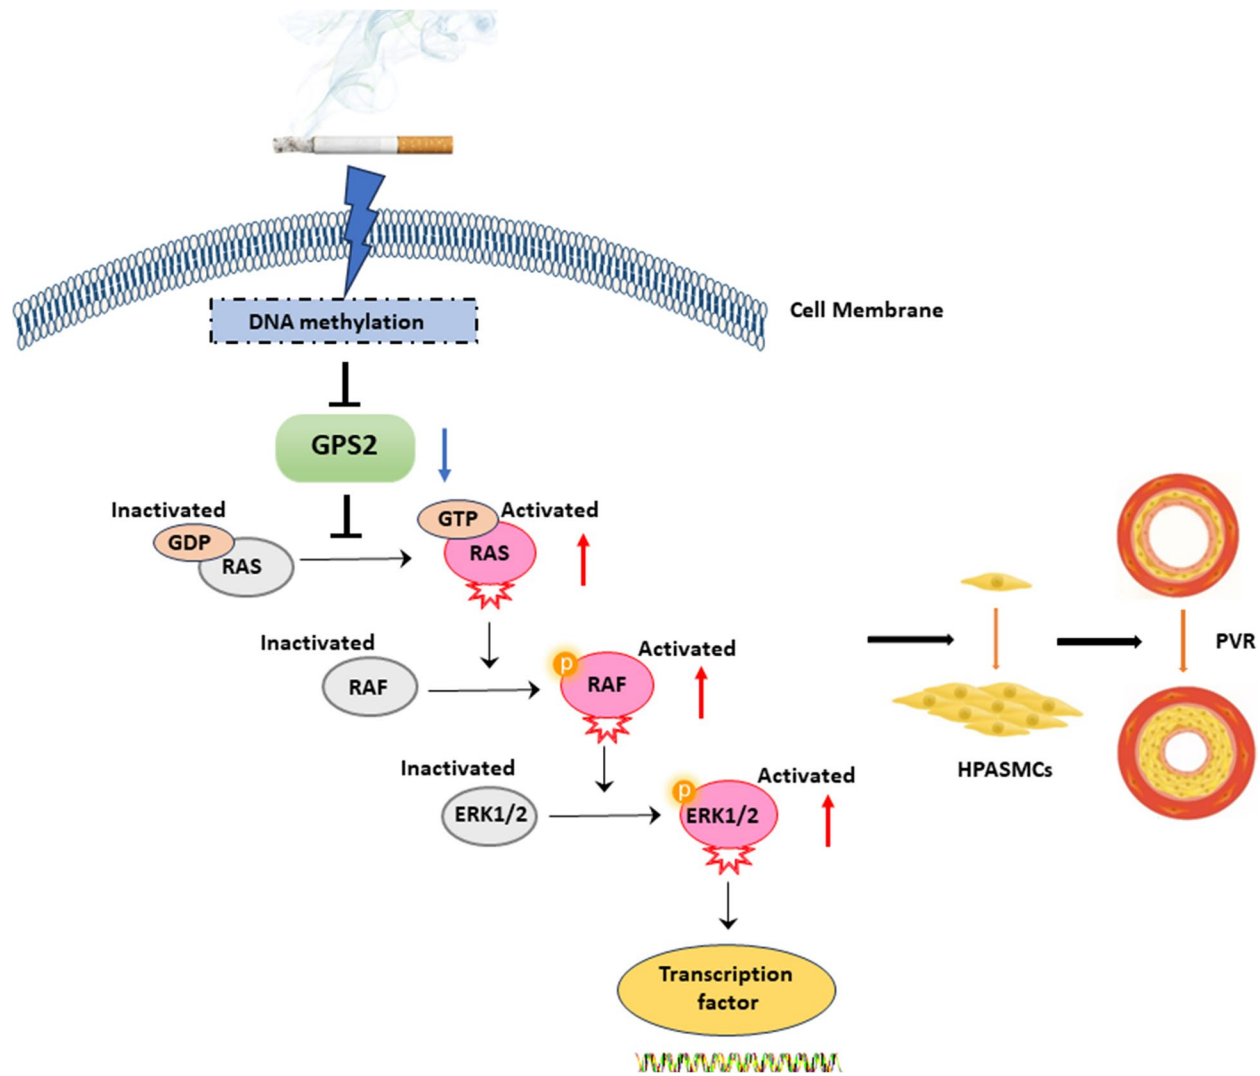 Cell Membrane
DNA methylation
GPS2
Inactivated
GDP
RAS
GTP
Activated
RAS
Inactivated
RAF
P
Activated
RAF
Inactivated
ERK1/2
P
Activated
ERK1/2
Transcription
factor
HPASMCs
PVR